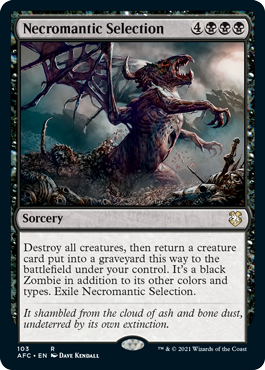 Necromantic Selection 4
Sorcery
Destroy all creatures, then return a creature
card put into a graveyard this way to the
battlefield under your control. It's a black
Zombie in addition to its other colors and
types. Exile Necromantic Selection.
It shambled from the cloud of ash and bone dust,
undeterred by its own extinction.
103 R
AFC • EN Dave Kendall ™ & © 2021 Wizards of the Coast